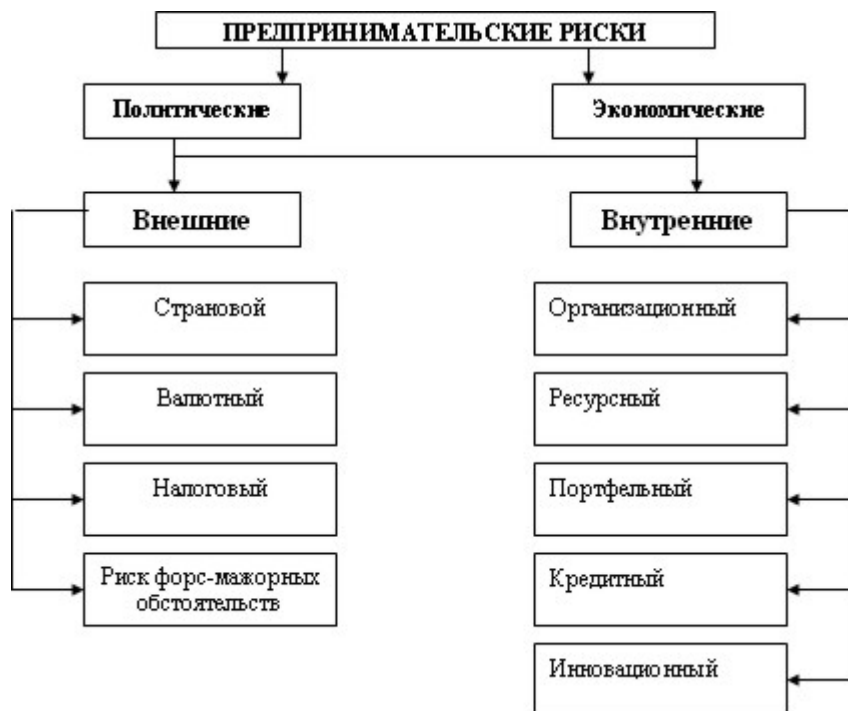 ПРЕДПРИНИМАТЕЛЬСКИЕ РИСКИ
Политические
Экономические
Внешние
Внутренние
Страновой
Организационный
Валютный
Ресурсный
Налоговый
Портфельный
Риск форс-мажорных
обстоятельств
Кредитный
Инновационный